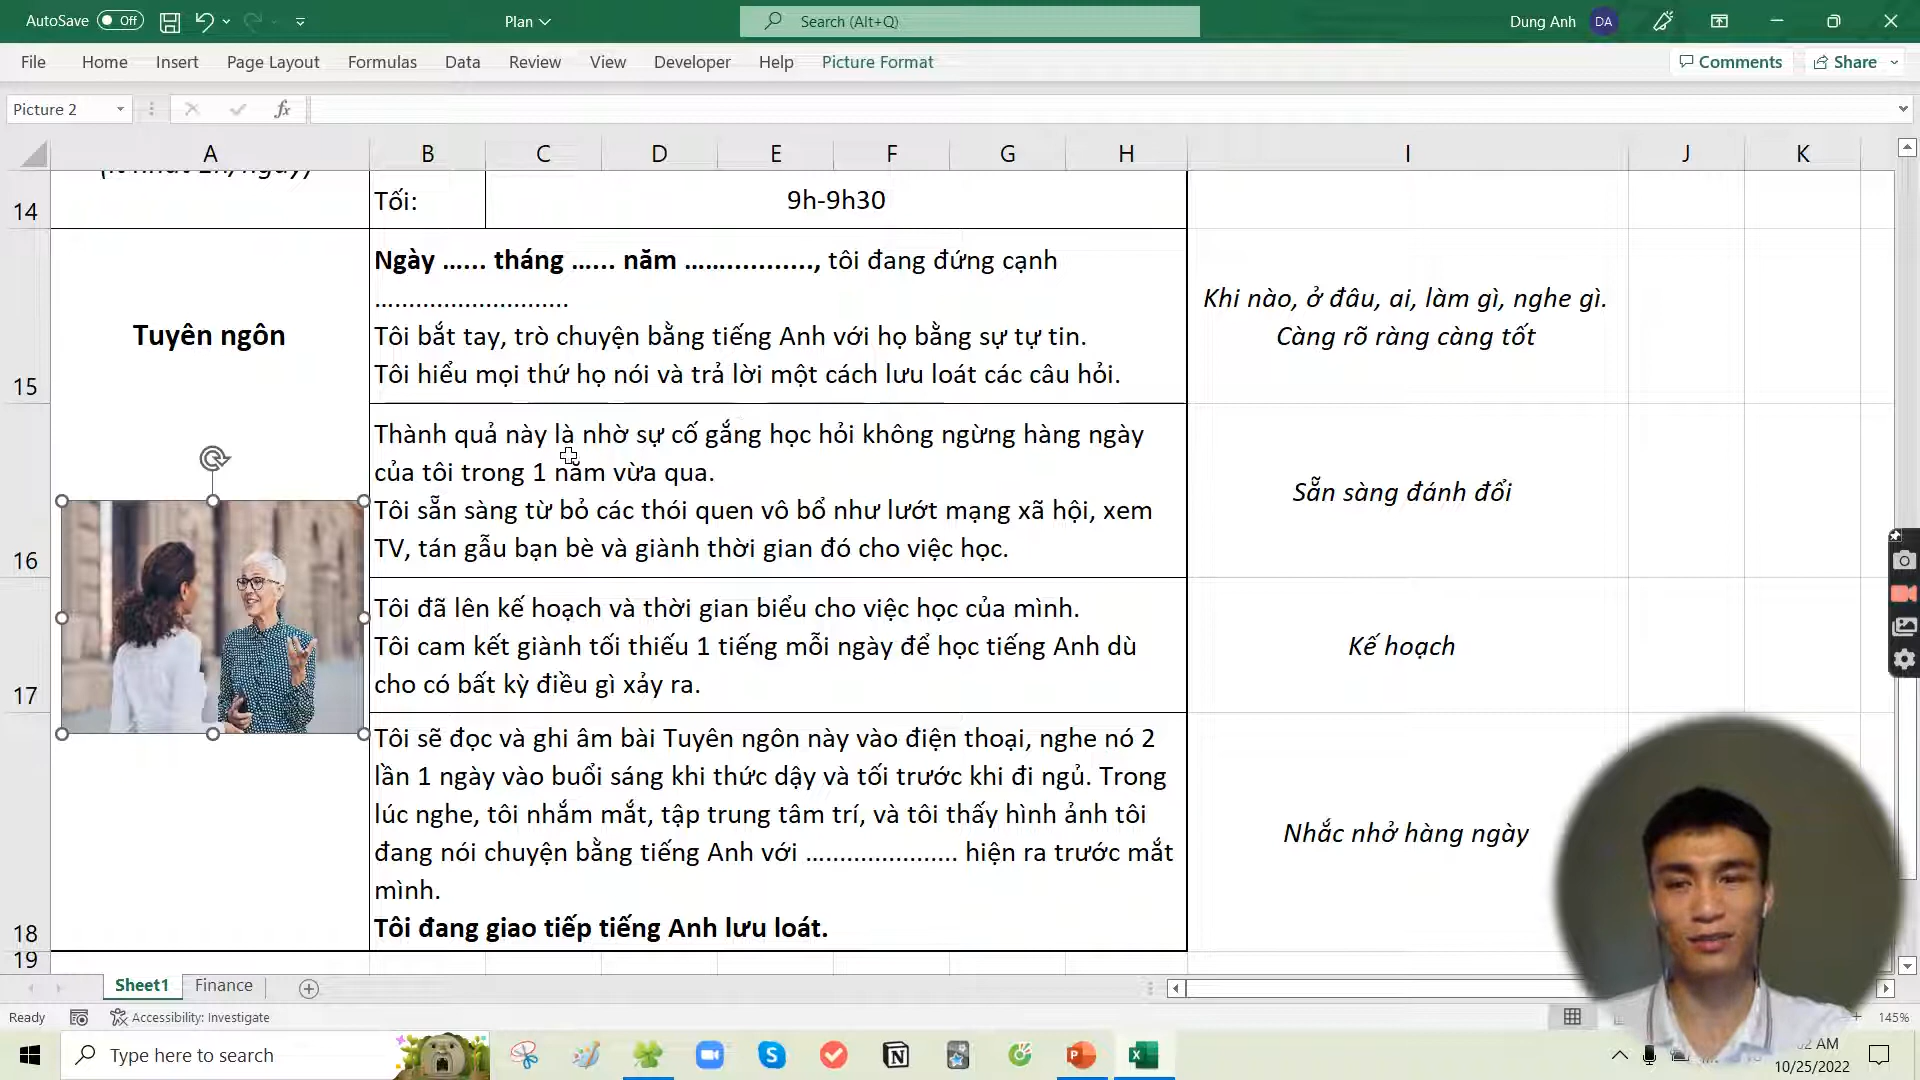 AutoSave Off Plan Search (Alt+Q) Dung Anh DA
File Home Insert Page Layout Formulas Data Review View Developer Help Picture Format Comments Share
Picture 2 fx
A B C D E F G H I J K
14 Tối: 9h-9h30
Ngày ...... tháng ...... năm ................, tôi đang đứng cạnh
............................
Tôi bắt tay, trò chuyện bằng tiếng Anh với họ bằng sự tự tin.
Tôi hiểu mọi thứ họ nói và trả lời một cách lưu loát các câu hỏi.
Tuyên ngôn
Khi nào, ở đâu, ai, làm gì, nghe gì.
Càng rõ ràng càng tốt
15
Thành quả này là nhờ sự cố gắng học hỏi không ngừng hàng ngày
của tôi trong 1 năm vừa qua.
Tôi sẵn sàng từ bỏ các thói quen vô bổ như lướt mạng xã hội, xem
TV, tán gẫu bạn bè và giành thời gian đó cho việc học.
Sẵn sàng đánh đổi
16
Tôi đã lên kế hoạch và thời gian biểu cho việc học của mình.
Tôi cam kết giành tối thiếu 1 tiếng mỗi ngày để học tiếng Anh dù
cho có bất kỳ điều gì xảy ra.
Kế hoạch
17
Tôi sẽ đọc và ghi âm bài Tuyên ngôn này vào điện thoại, nghe nó 2
lần 1 ngày vào buổi sáng khi thức dậy và tối trước khi đi ngủ. Trong
lúc nghe, tôi nhắm mắt, tập trung tâm trí, và tôi thấy hình ảnh tôi
đang nói chuyện bằng tiếng Anh với ...................... hiện ra trước mắt
mình.
Tôi đang giao tiếp tiếng Anh lưu loát.
Nhắc nhở hàng ngày
18
19
Sheet1 Finance
Ready Accessibility: Investigate 145%
Type here to search
AM
10/25/2022